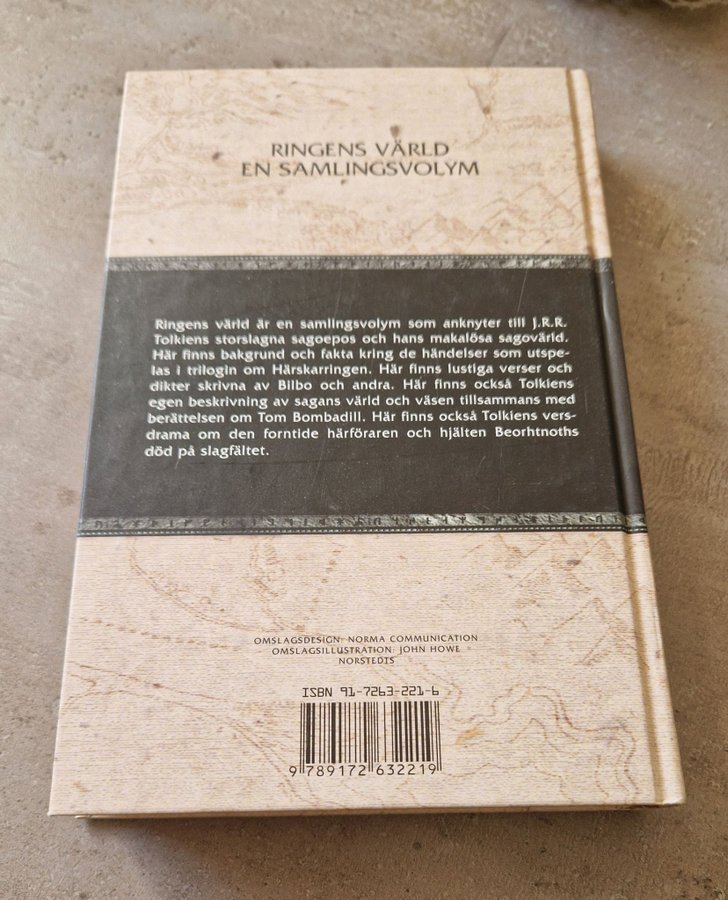 RINGENS VÄRLD
EN SAMLINGSVOLYM
Ringens värld är en samlingsvolym som anknyter till J.R.R.
Tolkiens storslagna sagoepos och hans makalösa sagovärld.
Här finns bakgrund och fakta kring de händelser som utspe-
las i trilogin om Härskarringen. Här finns lustiga verser och
dikter skrivna av Bilbo och andra. Här finns också Tolkiens
egen beskrivning av sagans värld och väsen tillsammans med
berättelsen om Tom Bombadill. Här finns också Tolkiens vers-
drama om den forntide härföraren och hjälten Beorhtnoths
död på slagfältet.
OMSLAGSDESIGN: NORMA COMMUNICATION
OMSLAGSILLUSTRATION: JOHN HOWE
NORSTEDTS
ISBN 91-7263-221-6
9 789172 632219